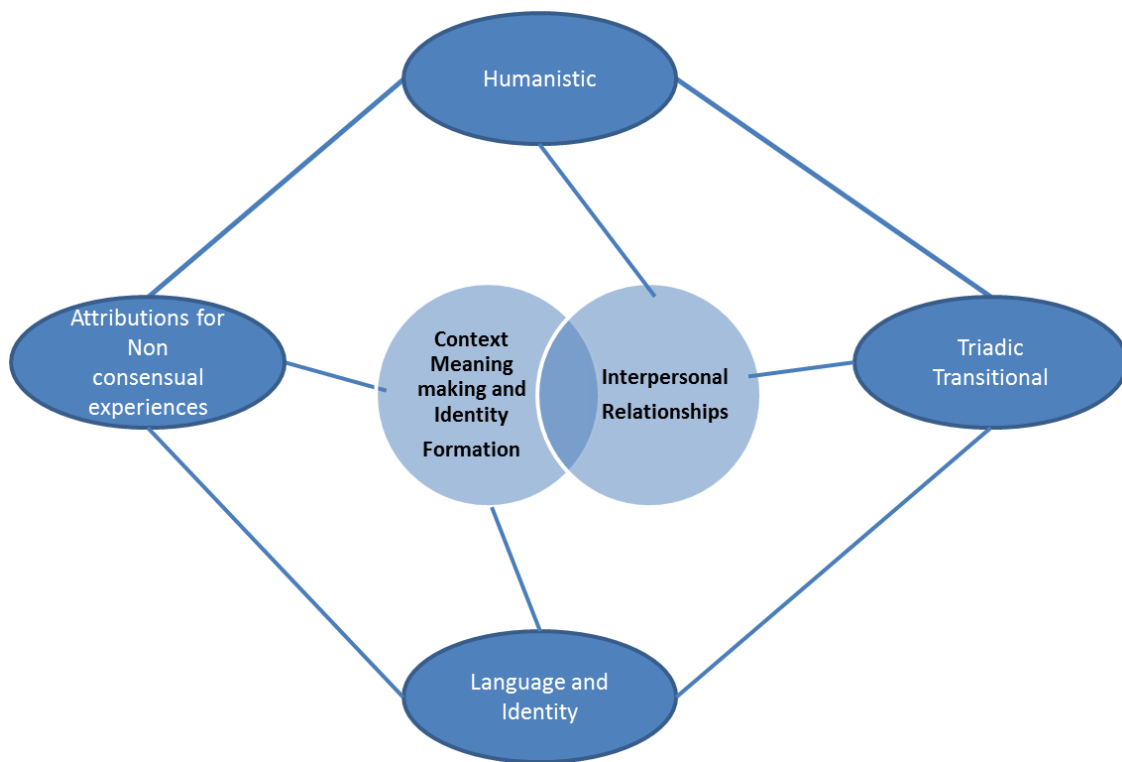 Humanistic
Attributions for
Non
consensual
experiences
Context
Meaning
making and
Identity
Formation
Interpersonal
Relationships
Triadic
Transitional
Language and
Identity